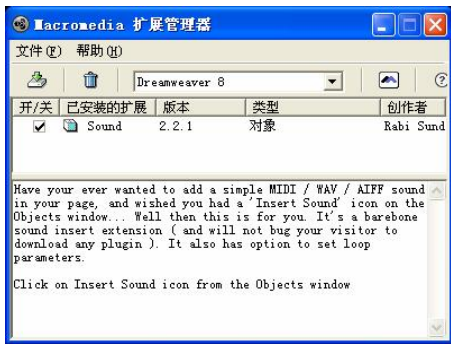 Macromedia 扩展管理器
文件(F) 帮助(H)
Dreamweaver 8
开/关 已安装的扩展 版本 类型 创作者
Sound 2.2.1 对象 Rabi Sund
Have your ever wanted to add a simple MIDI / WAV / AIFF sound
in your page, and wished you had a 'Insert Sound' icon on the
Objects window... Well then this is for you. It's a barebone
sound insert extension ( and will not bug your visitor to
download any plugin ). It also has option to set loop
parameters.
Click on Insert Sound icon from the Objects window